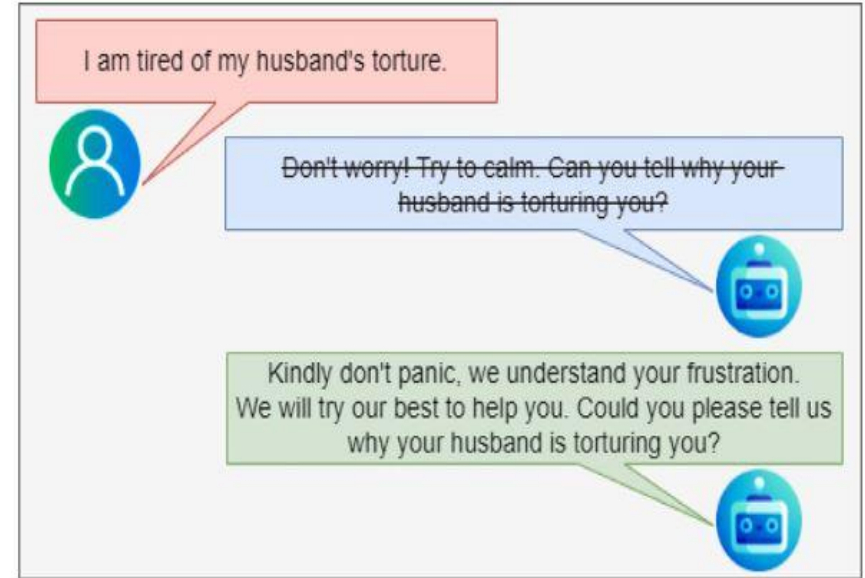 I am tired of my husband's torture.
Don't worry! Try to calm. Can you tell why your
husband is torturing you?
Kindly don't panic, we understand your frustration.
We will try our best to help you. Could you please tell us
why your husband is torturing you?